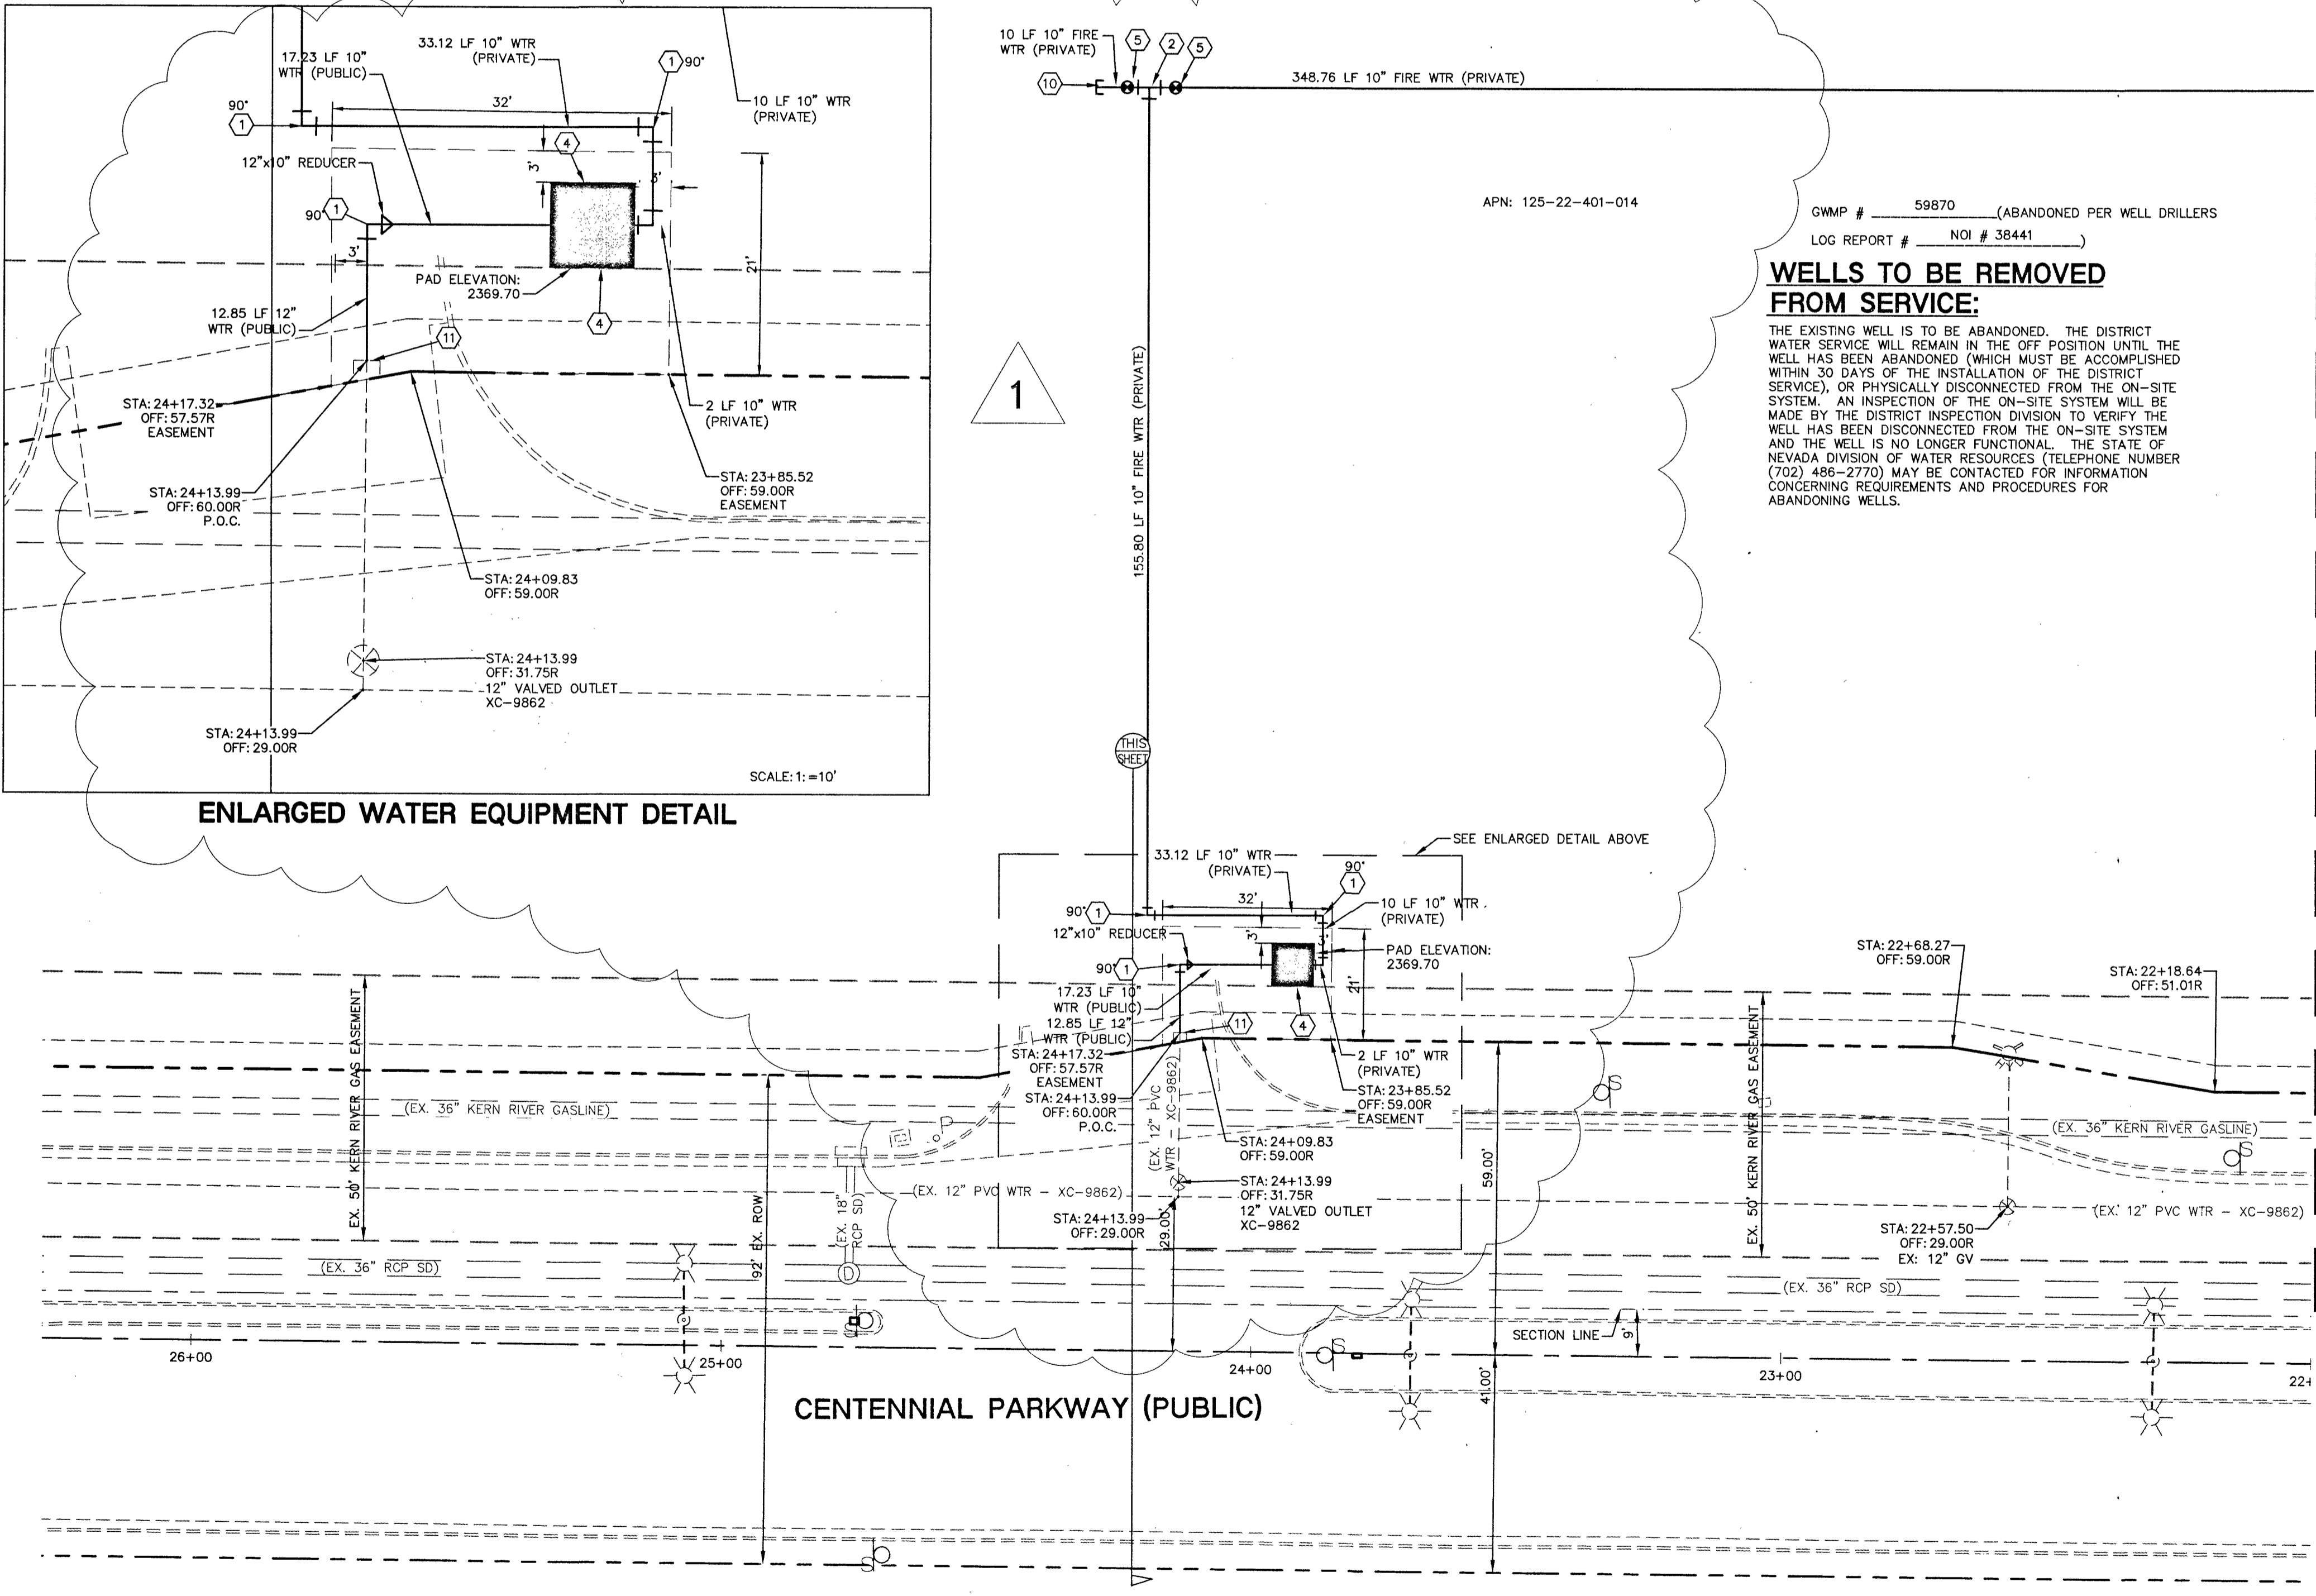 17.23 LF 10"
WTR (PUBLIC)
33.12 LF 10" WTR
(PRIVATE)
1
90°
90°
1
32'
10 LF 10" WTR
(PRIVATE)
4
12"x10" REDUCER
3'
3'
90°
1
3'
21'
PAD ELEVATION:
2369.70
12.85 LF 12"
WTR (PUBLIC)
11
4
STA: 24+17.32
OFF: 57.57R
EASEMENT
2 LF 10" WTR
(PRIVATE)
STA: 24+13.99
OFF: 60.00R
P.O.C.
STA: 23+85.52
OFF: 59.00R
EASEMENT
STA: 24+09.83
OFF: 59.00R
STA: 24+13.99
OFF: 31.75R
12" VALVED OUTLET
XC-9862
STA: 24+13.99
OFF: 29.00R
SCALE: 1:=10'
ENLARGED WATER EQUIPMENT DETAIL
10 LF 10" FIRE
WTR (PRIVATE)
5
2
5
10
348.76 LF 10" FIRE WTR (PRIVATE)
155.80 LF 10" FIRE WTR (PRIVATE)
1
APN: 125-22-401-014
GWMP # 59870 (ABANDONED PER WELL DRILLERS
LOG REPORT # NOI # 38441 )
WELLS TO BE REMOVED
FROM SERVICE:
THE EXISTING WELL IS TO BE ABANDONED. THE DISTRICT
WATER SERVICE WILL REMAIN IN THE OFF POSITION UNTIL THE
WELL HAS BEEN ABANDONED (WHICH MUST BE ACCOMPLISHED
WITHIN 30 DAYS OF THE INSTALLATION OF THE DISTRICT
SERVICE), OR PHYSICALLY DISCONNECTED FROM THE ON-SITE
SYSTEM. AN INSPECTION OF THE ON-SITE SYSTEM WILL BE
MADE BY THE DISTRICT INSPECTION DIVISION TO VERIFY THE
WELL HAS BEEN DISCONNECTED FROM THE ON-SITE SYSTEM
AND THE WELL IS NO LONGER FUNCTIONAL. THE STATE OF
NEVADA DIVISION OF WATER RESOURCES (TELEPHONE NUMBER
(702) 486-2770) MAY BE CONTACTED FOR INFORMATION
CONCERNING REQUIREMENTS AND PROCEDURES FOR
ABANDONING WELLS.
THIS
SHEET
SEE ENLARGED DETAIL ABOVE
33.12 LF 10" WTR
(PRIVATE)
90°
1
32'
90°
1
10 LF 10" WTR
(PRIVATE)
12"x10" REDUCER
3'
3'
PAD ELEVATION:
2369.70
90°
1
21'
17.23 LF 10"
WTR (PUBLIC)
12.85 LF 12"
WTR (PUBLIC)
11
4
STA: 24+17.32
OFF: 57.57R
EASEMENT
2 LF 10" WTR
(PRIVATE)
STA: 24+13.99
OFF: 60.00R
P.O.C.
(EX. 12" PVC
WTR - XC-9862)
STA: 23+85.52
OFF: 59.00R
EASEMENT
STA: 24+09.83
OFF: 59.00R
STA: 24+13.99
OFF: 31.75R
12" VALVED OUTLET
XC-9862
STA: 24+13.99
OFF: 29.00R
29.00'
STA: 22+68.27
OFF: 59.00R
STA: 22+18.64
OFF: 51.01R
EX. 50' KERN RIVER GAS EASEMENT
(EX. 36" KERN RIVER GASLINE)
P
(EX. 12" PVC WTR - XC-9862)
92' EX. ROW
(EX. 18"
RCP SD)
D
(EX. 36" RCP SD)
59.00'
EX. 50' KERN RIVER GAS EASEMENT
S
(EX. 36" KERN RIVER GASLINE)
S
(EX. 12" PVC WTR - XC-9862)
STA: 22+57.50
OFF: 29.00R
EX: 12" GV
(EX. 36" RCP SD)
SECTION LINE
9'
S
S
26+00
25+00
24+00
23+00
22+
41.00'
CENTENNIAL PARKWAY (PUBLIC)
S